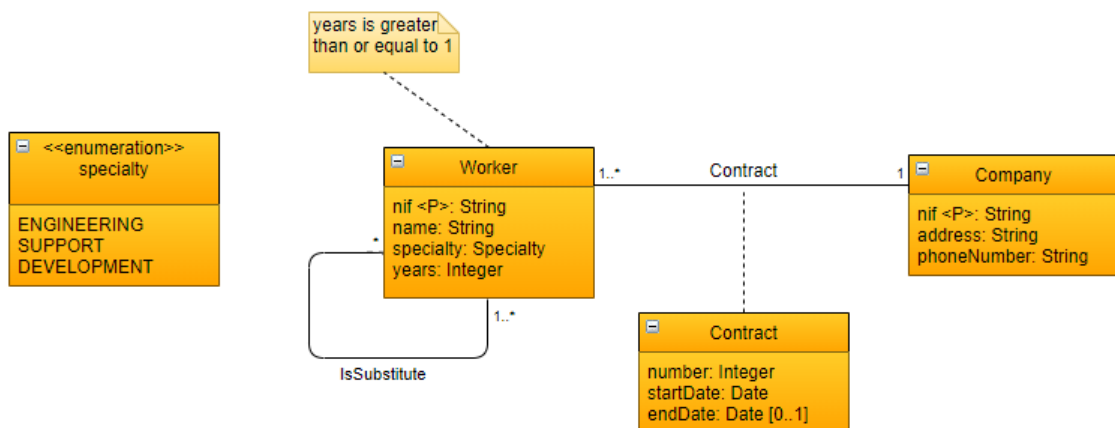 years is greater
than or equal to 1
<<enumeration>>
specialty
ENGINEERING
SUPPORT
DEVELOPMENT
Worker
nif <P>: String
name: String
specialty: Specialty
years: Integer
1..*
Contract
1
Company
nif <P>: String
address: String
phoneNumber: String
*
1..*
IsSubstitute
Contract
number: Integer
startDate: Date
endDate: Date [0..1]